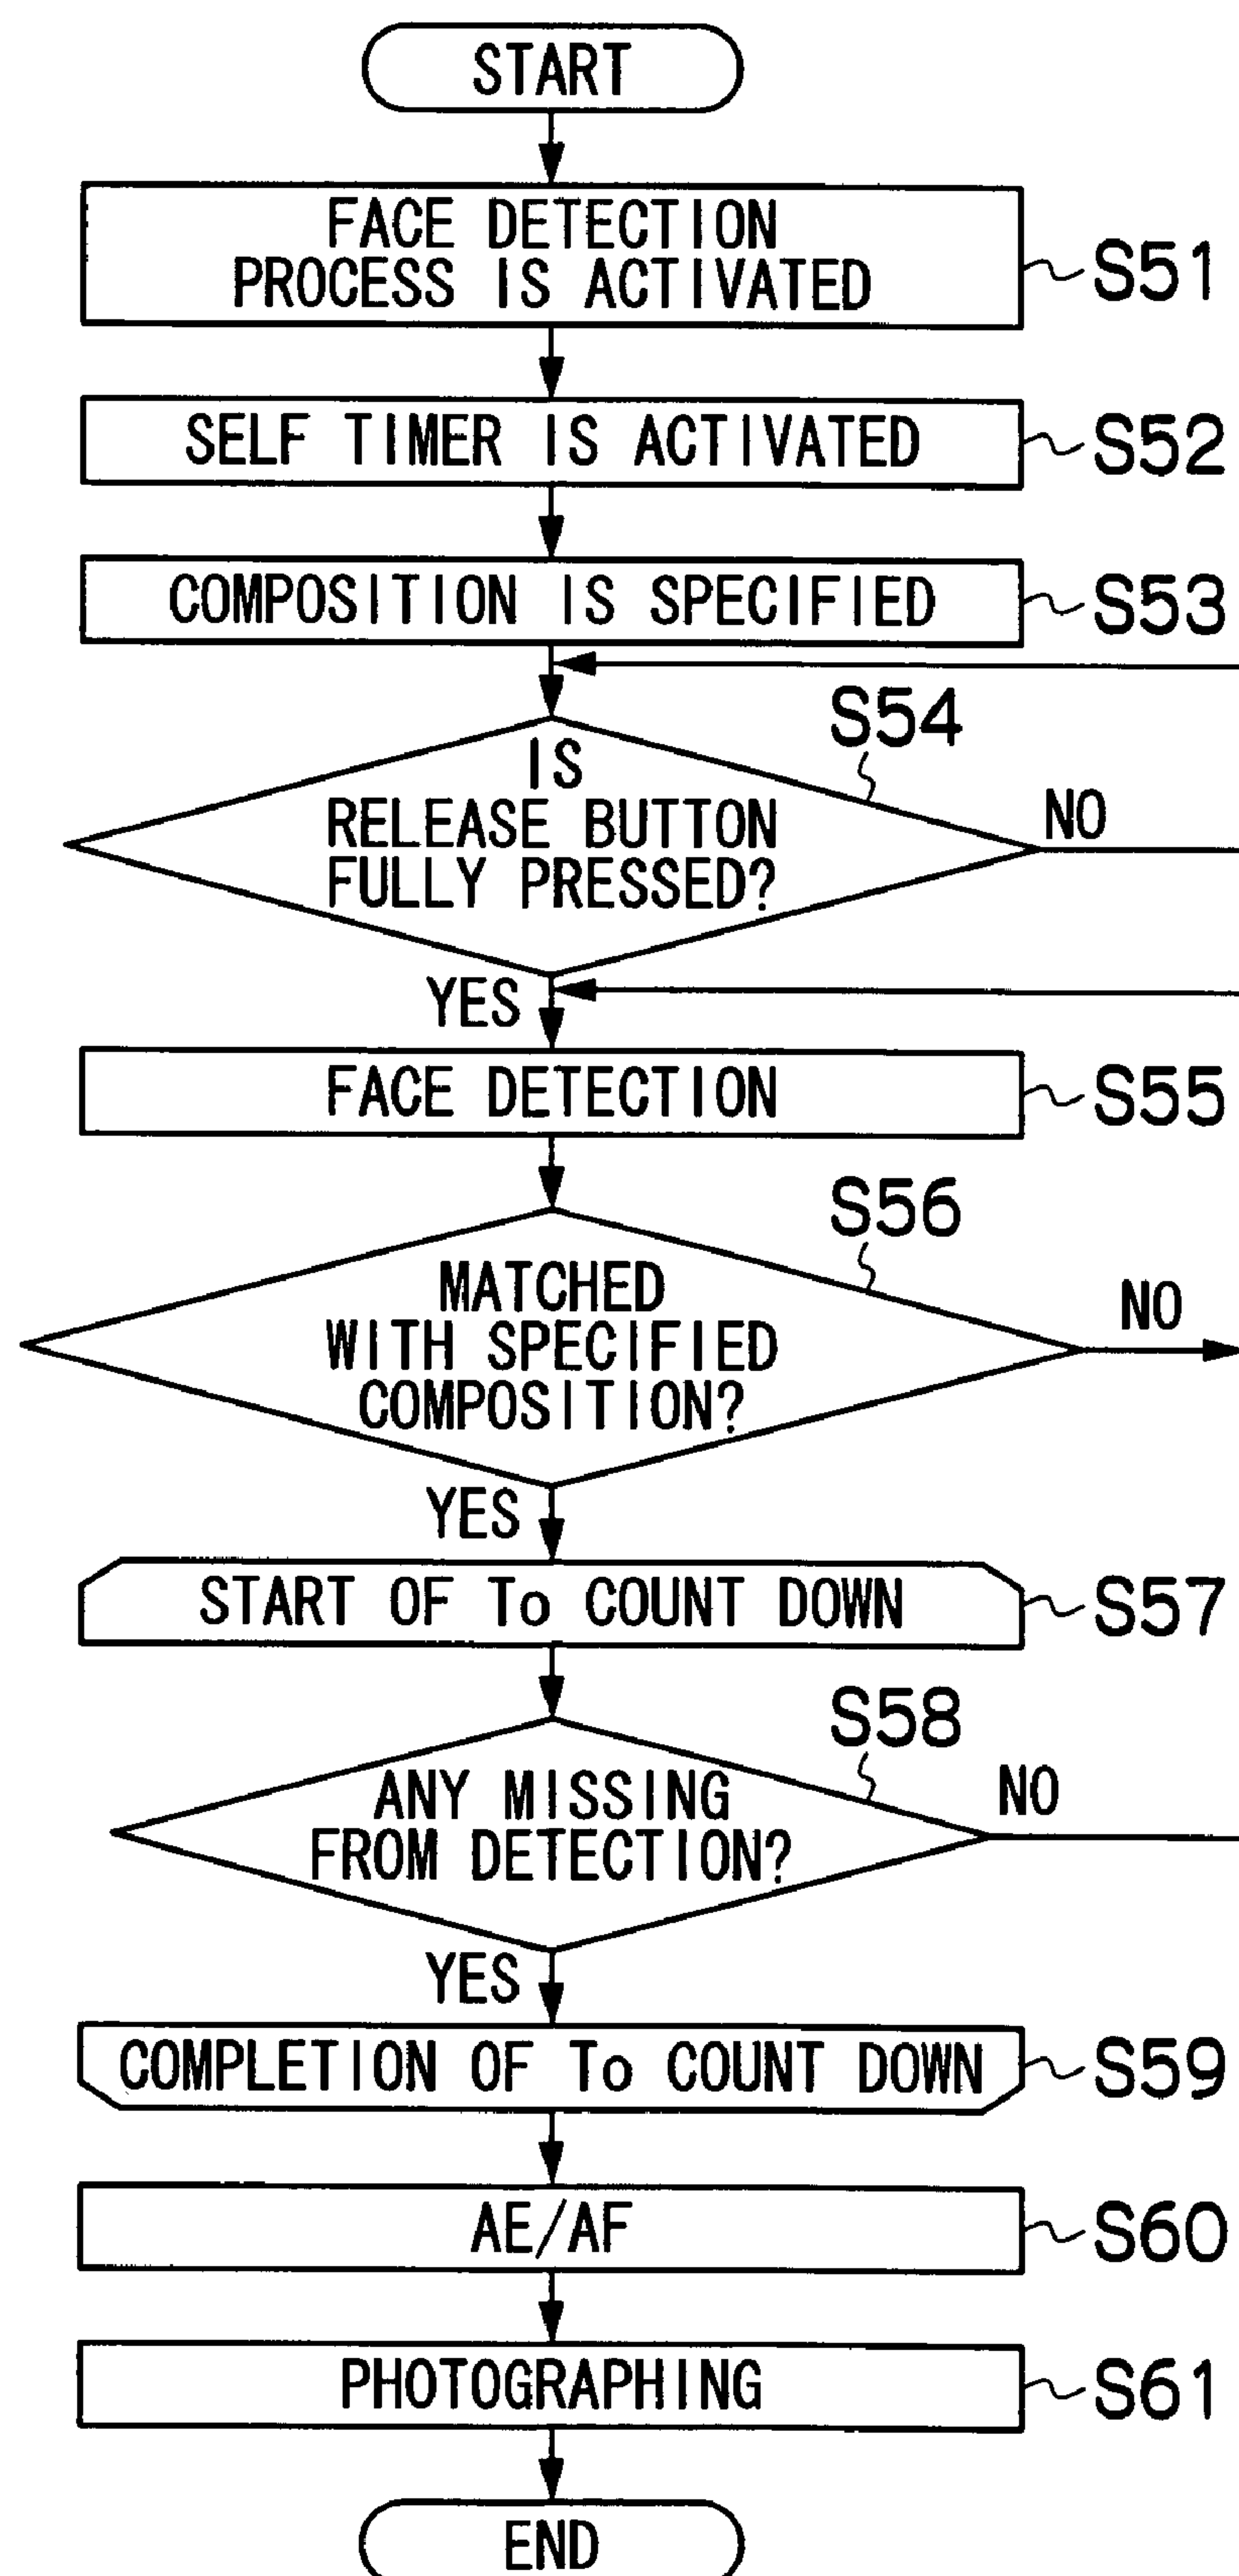 START
FACE DETECTION
PROCESS IS ACTIVATED
S51
SELF TIMER IS ACTIVATED
S52
COMPOSITION IS SPECIFIED
S53
S54
IS
RELEASE BUTTON
FULLY PRESSED?
NO
YES
FACE DETECTION
S55
S56
MATCHED
WITH SPECIFIED
COMPOSITION?
NO
YES
START OF To COUNT DOWN
S57
S58
ANY MISSING
FROM DETECTION?
NO
YES
COMPLETION OF To COUNT DOWN
S59
AE/AF
S60
PHOTOGRAPHING
S61
END